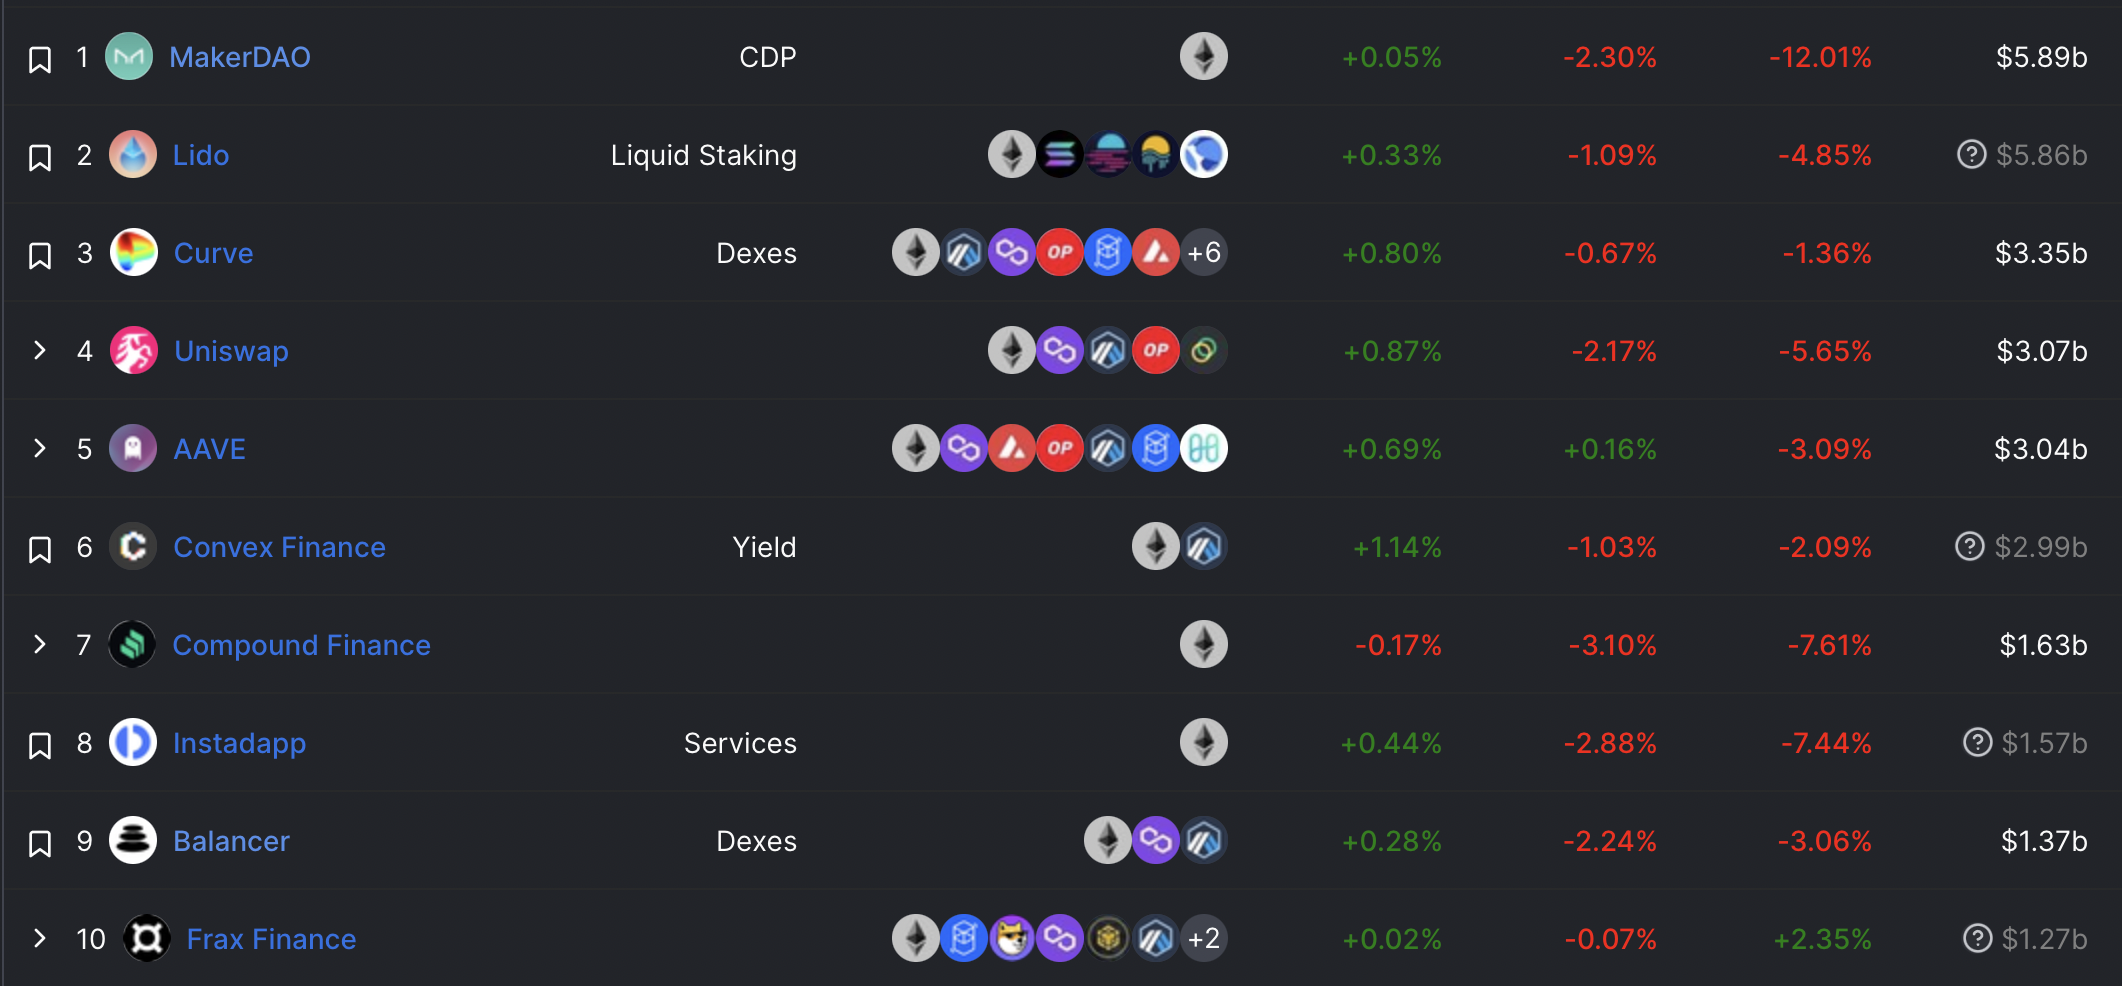 1 MakerDAO CDP +0.05% -2.30% -12.01% $5.89b
2 Lido Liquid Staking +0.33% -1.09% -4.85% ? $5.86b
3 Curve Dexes OP +6 +0.80% -0.67% -1.36% $3.35b
4 Uniswap OP +0.87% -2.17% -5.65% $3.07b
5 AAVE OP +0.69% +0.16% -3.09% $3.04b
6 Convex Finance Yield +1.14% -1.03% -2.09% ? $2.99b
7 Compound Finance -0.17% -3.10% -7.61% $1.63b
8 Instadapp Services +0.44% -2.88% -7.44% ? $1.57b
9 Balancer Dexes +0.28% -2.24% -3.06% $1.37b
10 Frax Finance +2 +0.02% -0.07% +2.35% ? $1.27b